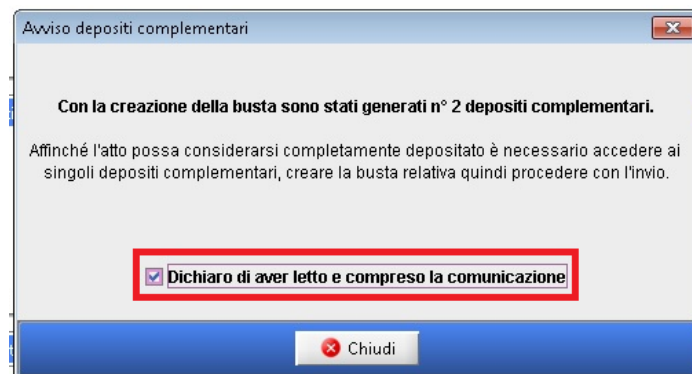 Avviso depositi complementari
Con la creazione della busta sono stati generati n° 2 depositi complementari.
Affinché l'atto possa considerarsi completamente depositato è necessario accedere ai
singoli depositi complementari, creare la busta relativa quindi procedere con l'invio.
Dichiaro di aver letto e compreso la comunicazione
Chiudi